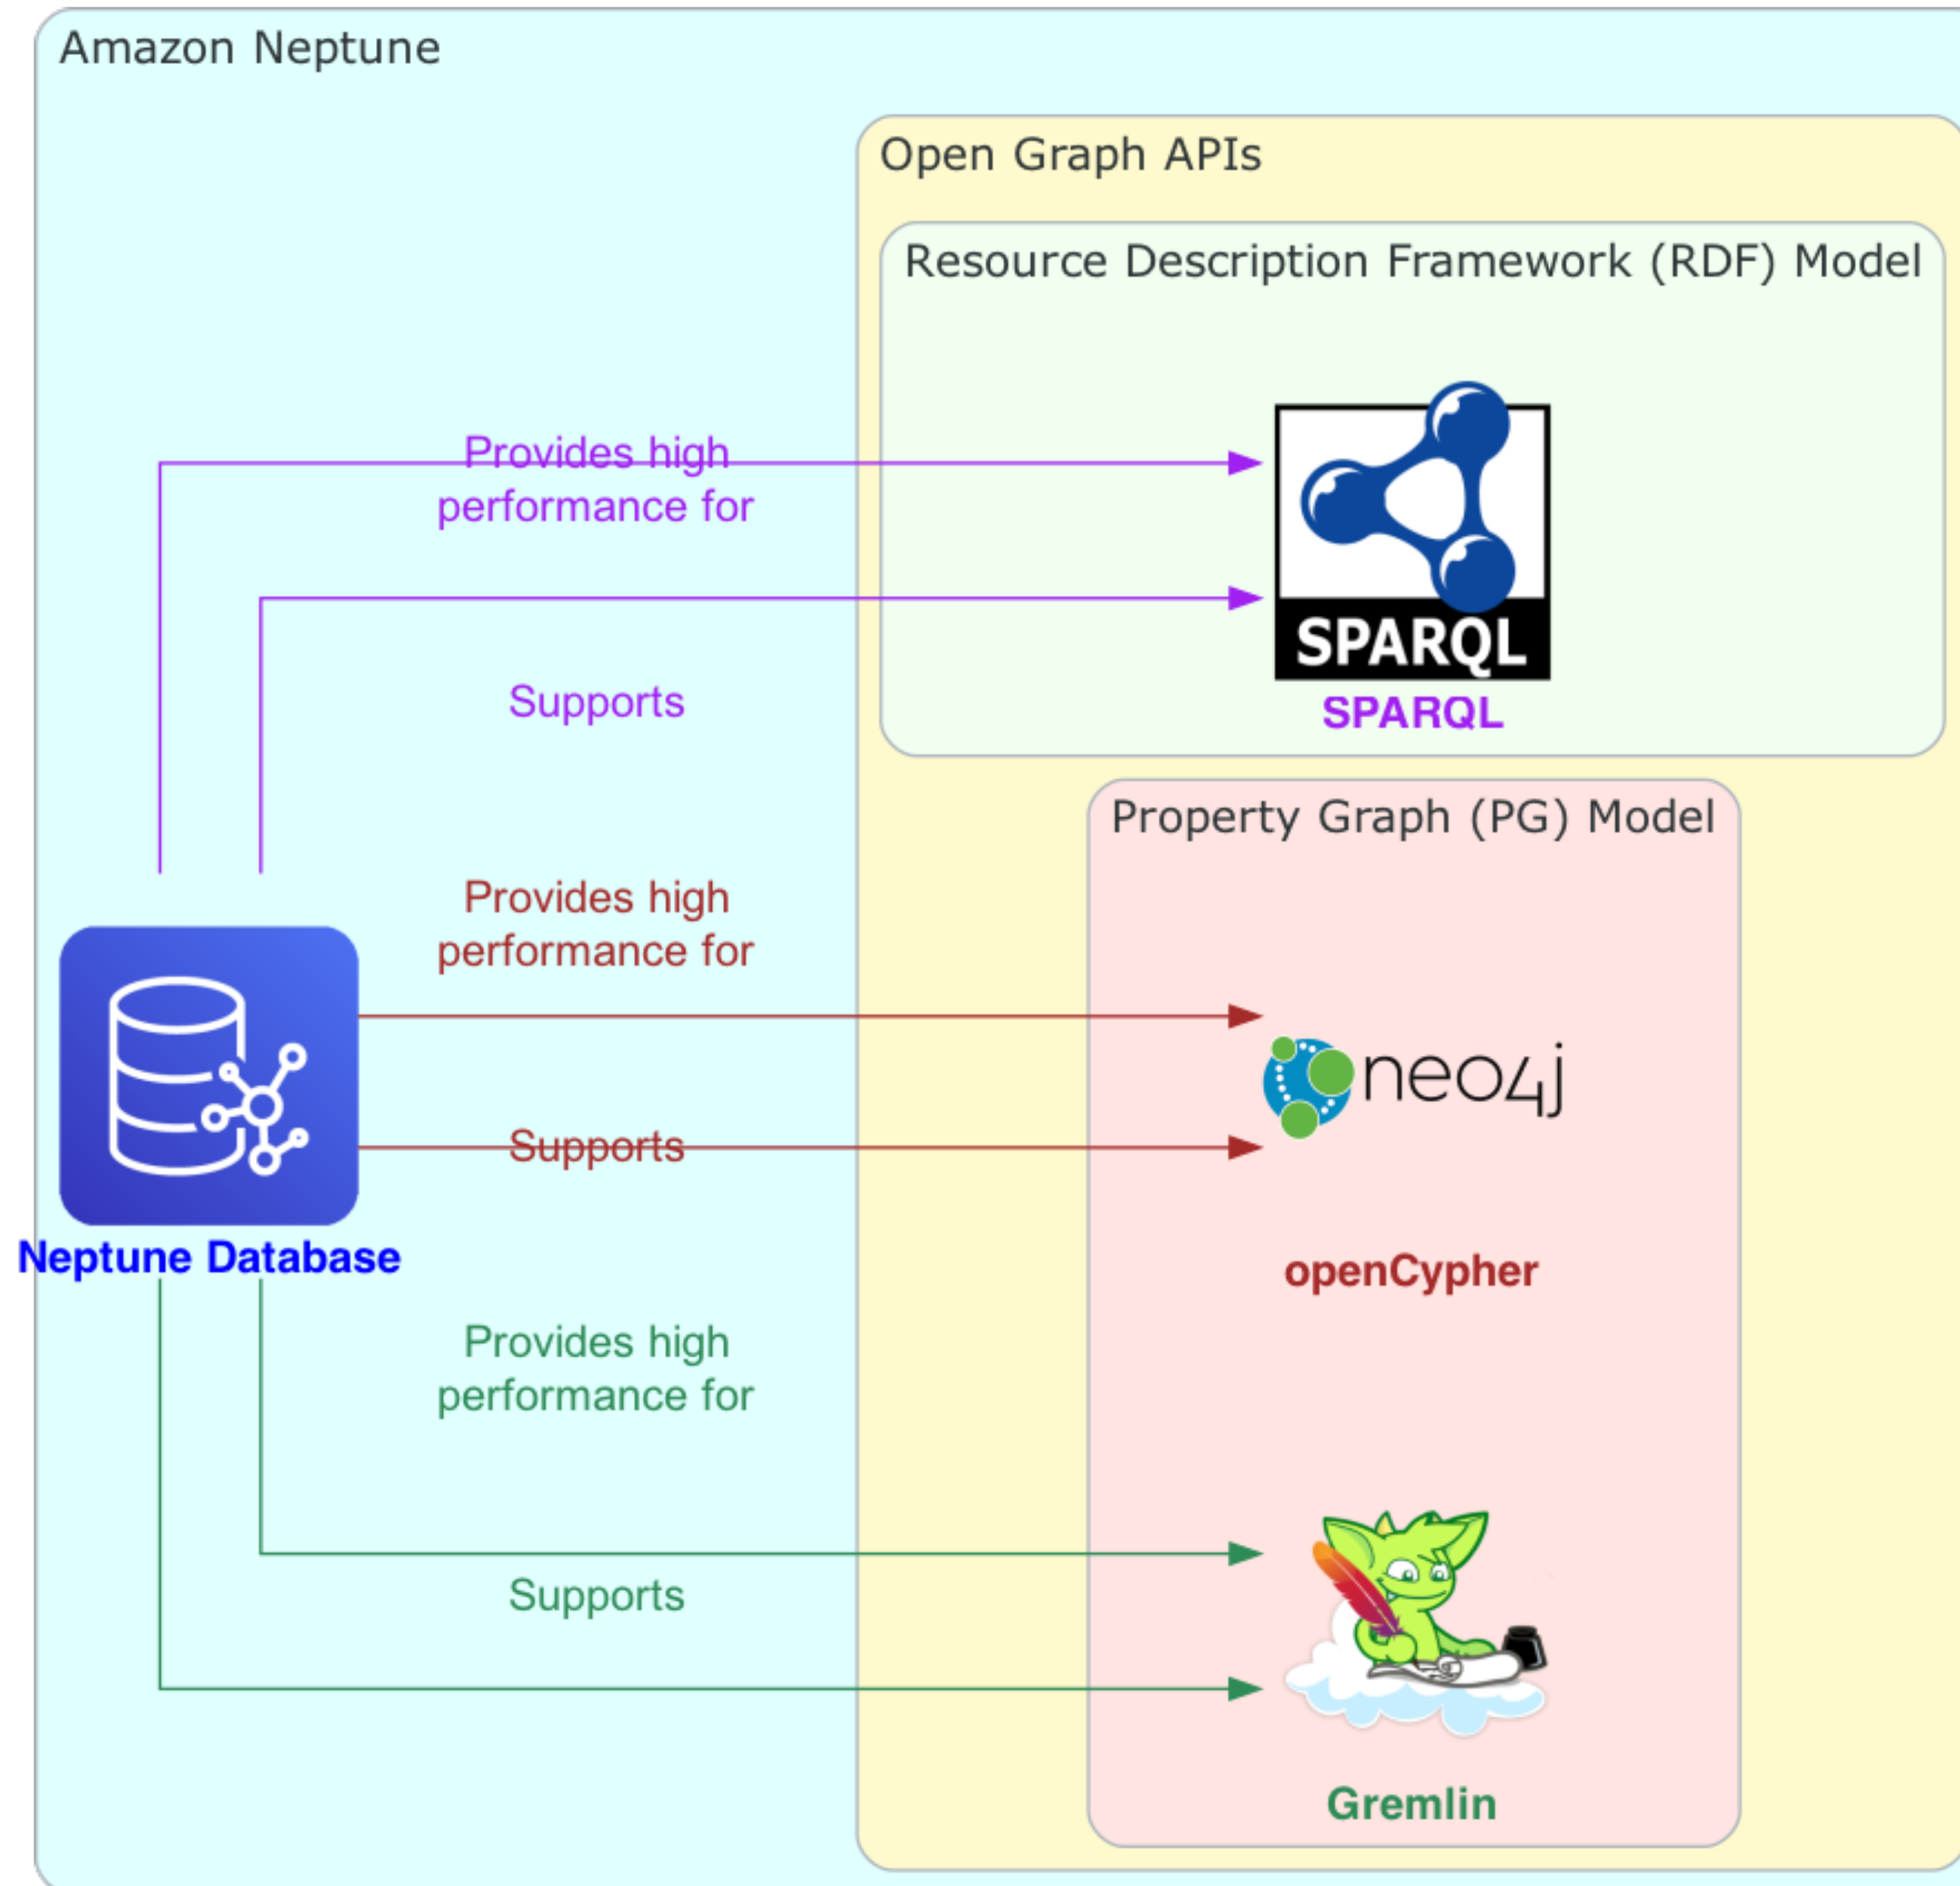 Amazon Neptune
Open Graph APIs
Resource Description Framework (RDF) Model
Provides high
performance for
SPARQL
Supports
SPARQL
Property Graph (PG) Model
Provides high
performance for
neo4j
Supports
Neptune Database
openCypher
Provides high
performance for
Supports
Gremlin